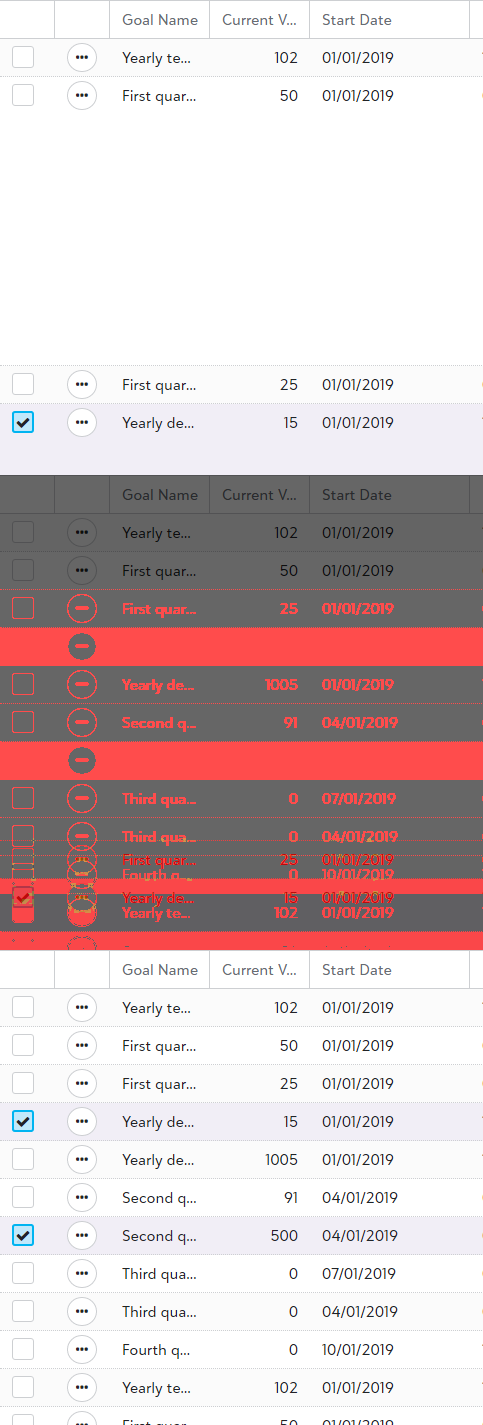 Goal Name Current V... Start Date
Yearly te... 102 01/01/2019
First quar... 50 01/01/2019
First quar... 25 01/01/2019
Yearly de... 15 01/01/2019
Goal Name Current V... Start Date
Yearly te... 102 01/01/2019
First quar... 50 01/01/2019
First quar... 25 01/01/2019
Yearly de... 1005 01/01/2019
Second q... 91 04/01/2019
Third qua... 0 07/01/2019
Third qua... 0 04/01/2019
First quar... 25 01/01/2019
Fourth q... 0 10/01/2019
Yearly de... 15 01/01/2019
Yearly te... 102 01/01/2019
Goal Name Current V... Start Date
Yearly te... 102 01/01/2019
First quar... 50 01/01/2019
First quar... 25 01/01/2019
Yearly de... 15 01/01/2019
Yearly de... 1005 01/01/2019
Second q... 91 04/01/2019
Second q... 500 04/01/2019
Third qua... 0 07/01/2019
Third qua... 0 04/01/2019
Fourth q... 0 10/01/2019
Yearly te... 102 01/01/2019